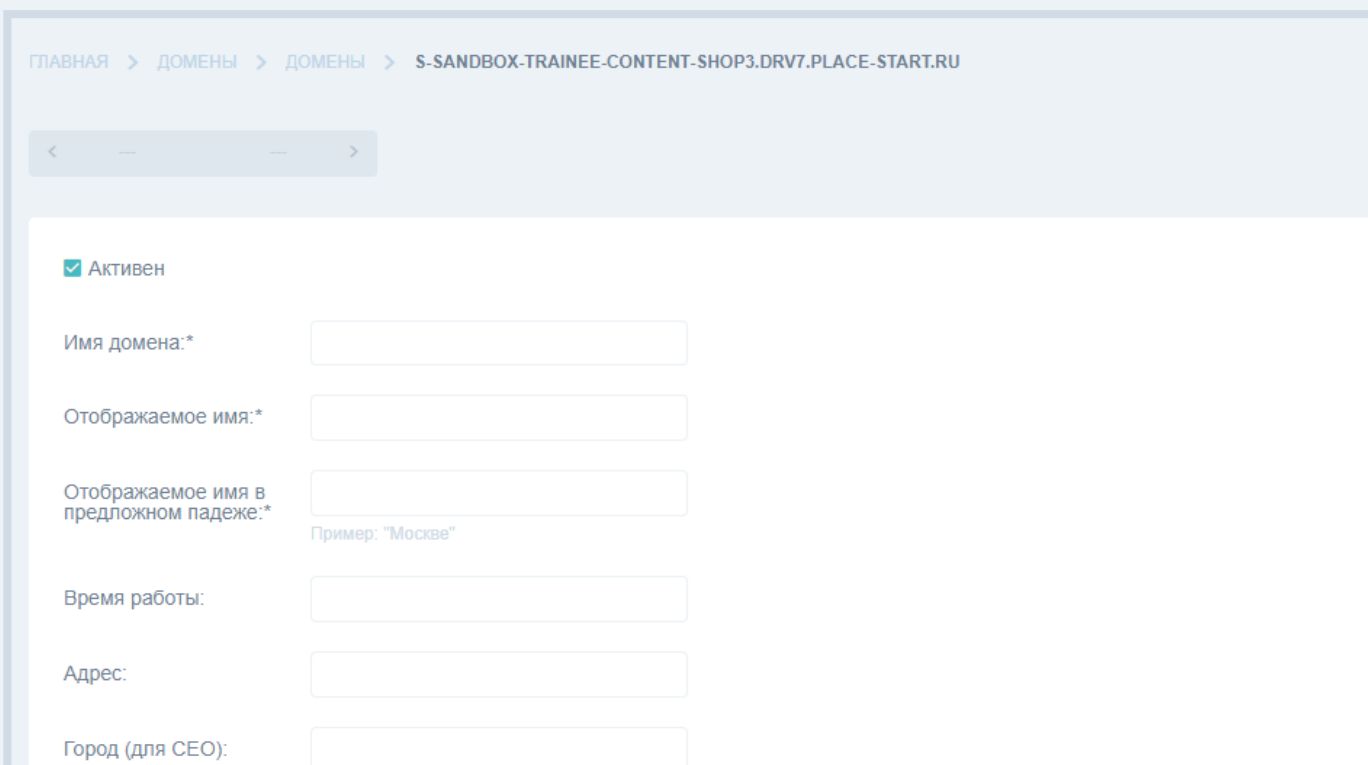 ГЛАВНАЯ > ДОМЕНЫ > ДОМЕНЫ > S-SANDBOX-TRAINEE-CONTENT-SHOP3.DRV7.PLACE-START.RU
< --- --- >
Активен
Имя домена:*
Отображаемое имя:*
Отображаемое имя в
предложном падеже:*
Пример: "Москве"
Время работы:
Адрес:
Город (для СЕО):